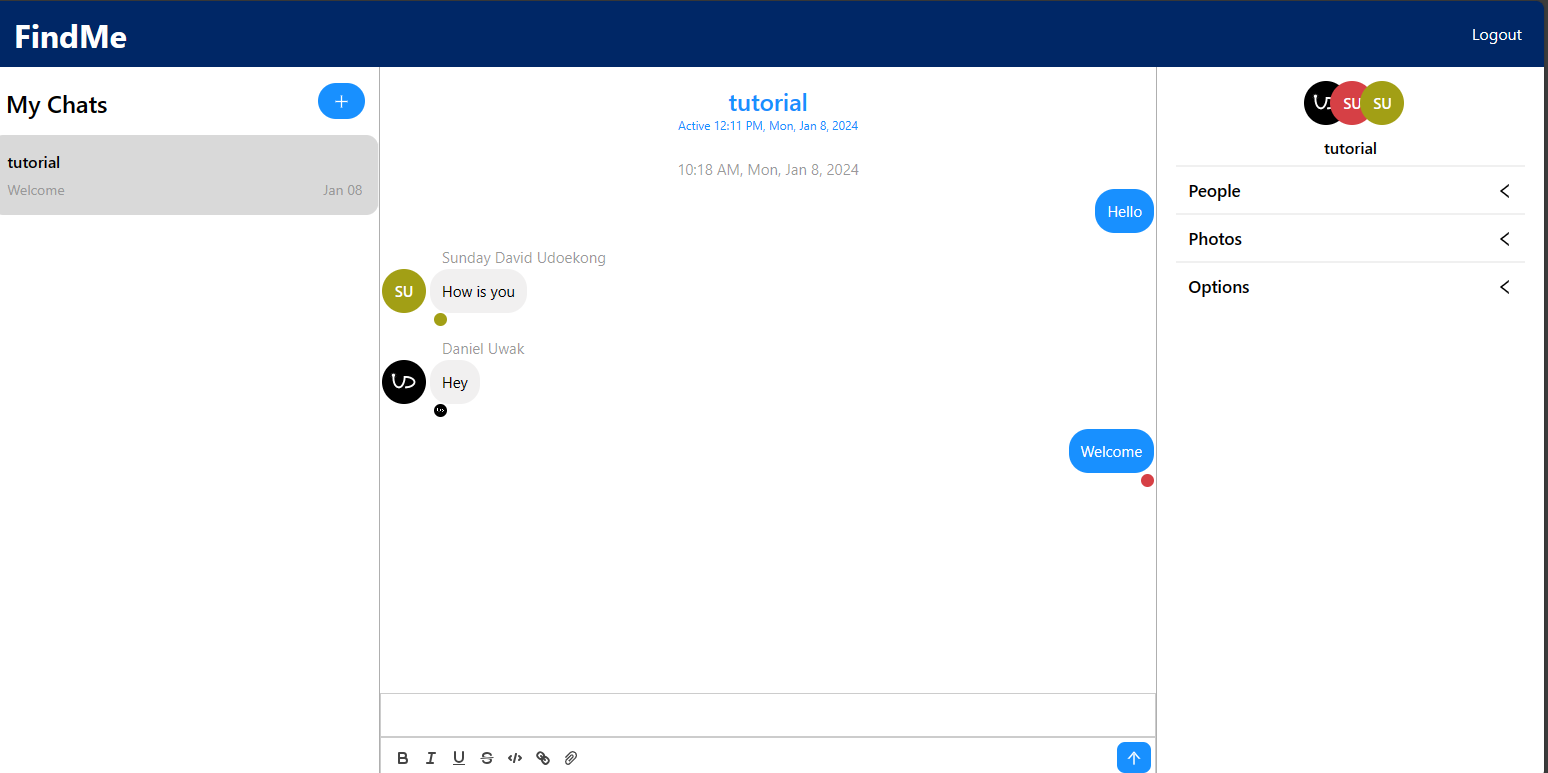 FindMe
Logout
My Chats
+
tutorial
Welcome
Jan 08
tutorial
Active 12:11 PM, Mon, Jan 8, 2024
10:18 AM, Mon, Jan 8, 2024
Hello
Sunday David Udoekong
SU
How is you
Daniel Uwak
UD
Hey
Welcome
B I U S </>
UD SU SU
tutorial
People
Photos
Options